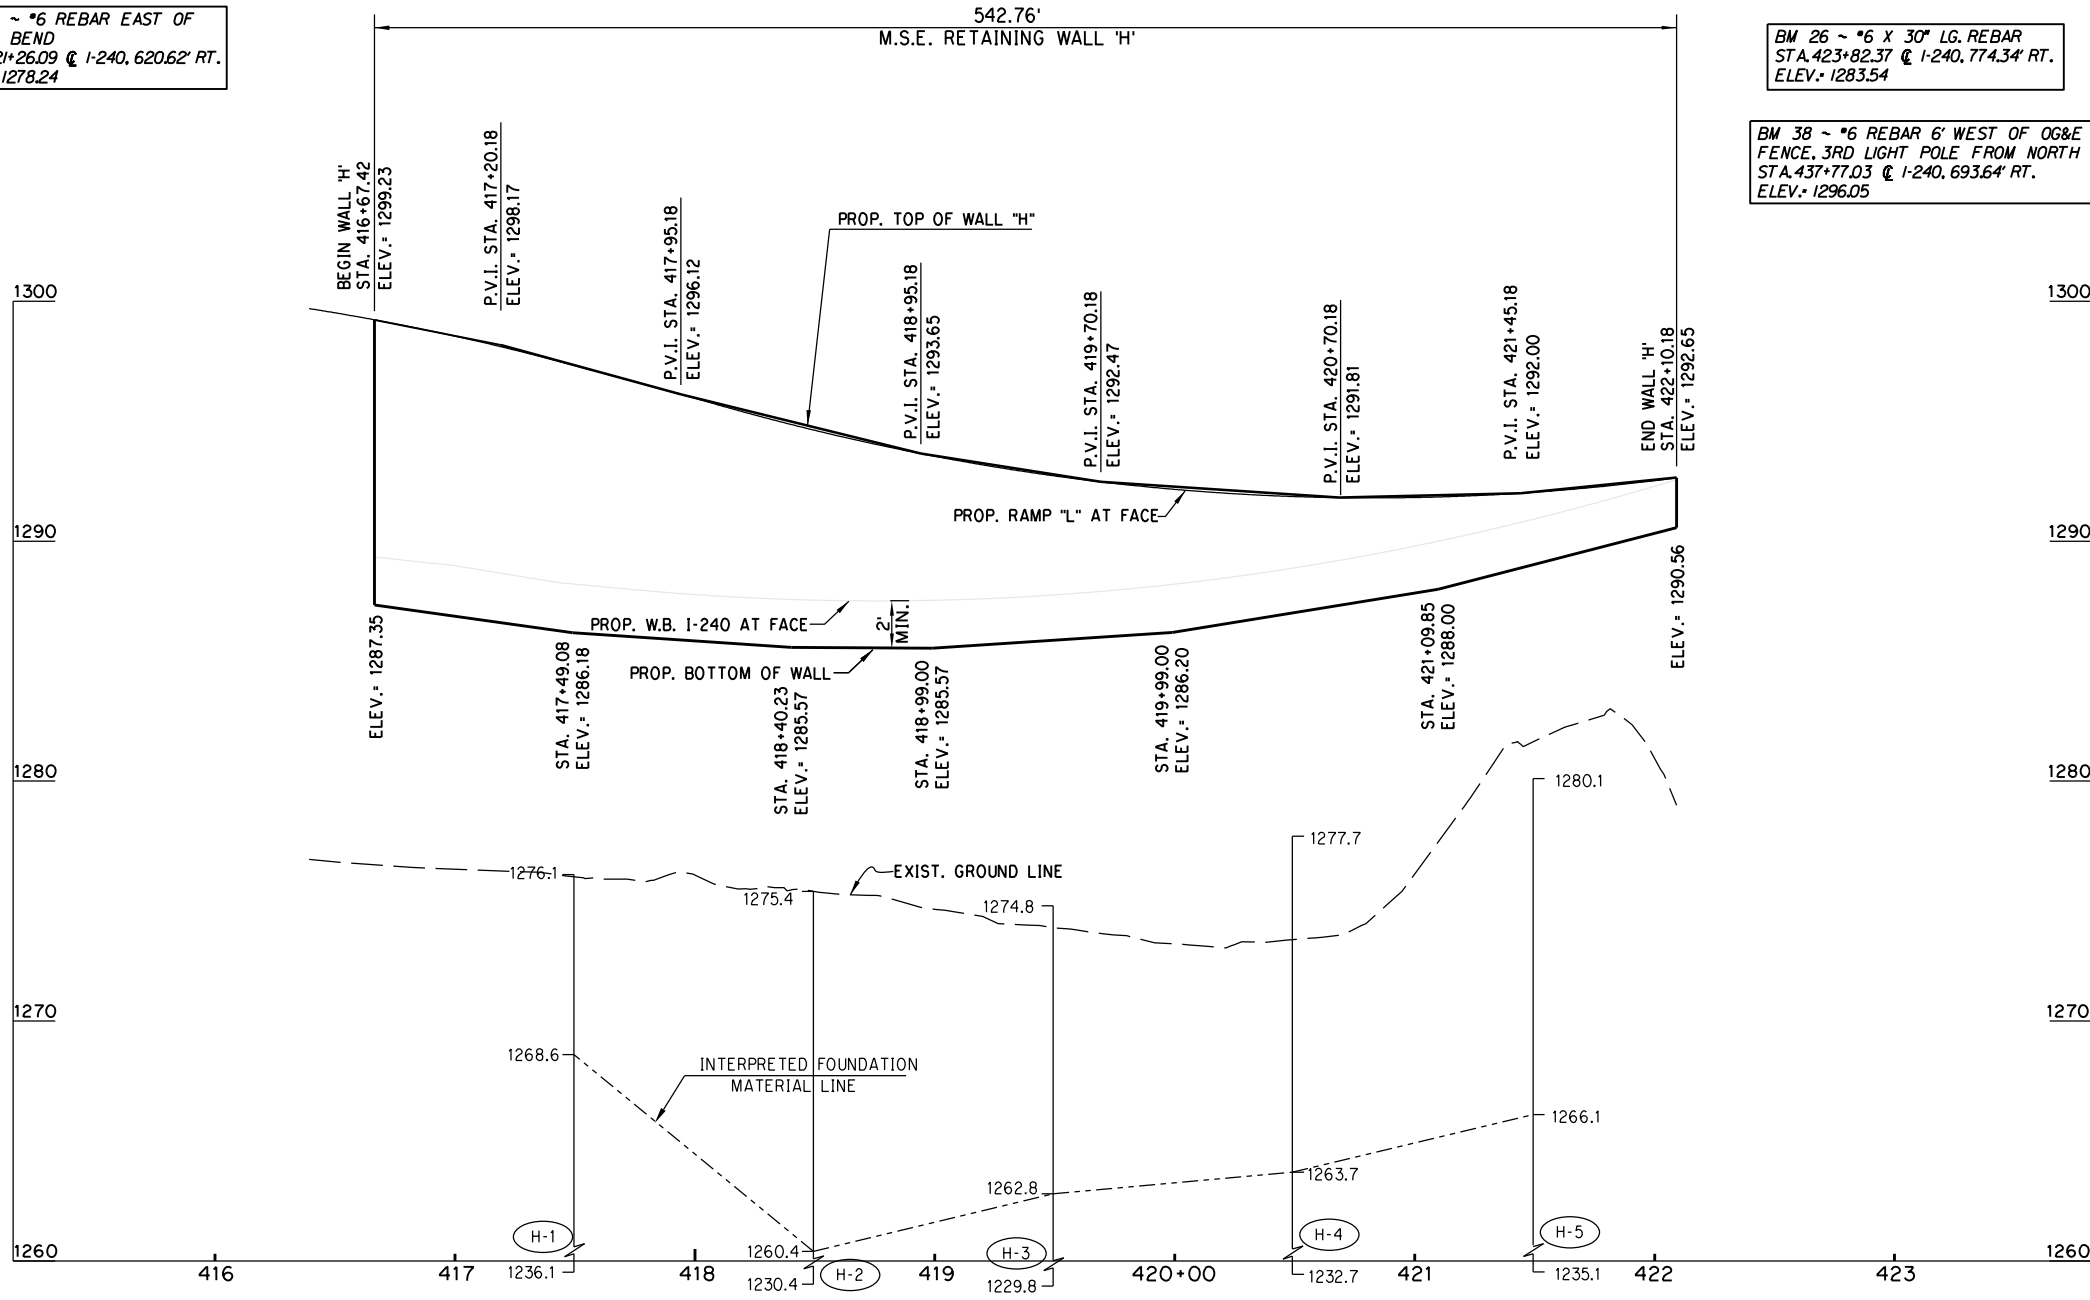 ~ #6 REBAR EAST OF
BEND
21+26.09 ℄ I-240, 620.62' RT.
1278.24
542.76'
M.S.E. RETAINING WALL 'H'
BM 26 ~ #6 X 30" LG. REBAR
STA. 423+82.37 ℄ I-240, 774.34' RT.
ELEV.= 1283.54
BM 38 ~ #6 REBAR 6' WEST OF OG&E
FENCE, 3RD LIGHT POLE FROM NORTH
STA. 437+77.03 ℄ I-240, 693.64' RT.
ELEV.= 1296.05
BEGIN WALL 'H'
STA. 416+67.42
ELEV.= 1299.23
P.V.I. STA. 417+20.18
ELEV.= 1298.17
P.V.I. STA. 417+95.18
ELEV.= 1296.12
P.V.I. STA. 418+95.18
ELEV.= 1293.65
P.V.I. STA. 419+70.18
ELEV.= 1292.47
P.V.I. STA. 420+70.18
ELEV.= 1291.81
P.V.I. STA. 421+45.18
ELEV.= 1292.00
END WALL 'H'
STA. 422+10.18
ELEV.= 1292.65
PROP. TOP OF WALL "H"
PROP. RAMP "L" AT FACE
PROP. W.B. I-240 AT FACE
2'
MIN.
PROP. BOTTOM OF WALL
ELEV.= 1287.35
STA. 417+49.08
ELEV.= 1286.18
STA. 418+40.23
ELEV.= 1285.57
STA. 418+99.00
ELEV.= 1285.57
STA. 419+99.00
ELEV.= 1286.20
STA. 421+09.85
ELEV.= 1288.00
ELEV.= 1290.56
1300
1300
1290
1290
1280
1280
1270
1270
1260
1260
EXIST. GROUND LINE
INTERPRETED FOUNDATION
MATERIAL LINE
1276.1
1268.6
H-1
1236.1
1275.4
1260.4
H-2
1230.4
1274.8
1262.8
H-3
1229.8
1277.7
1263.7
H-4
1232.7
1280.1
1266.1
H-5
1235.1
416
417
418
419
420+00
421
422
423